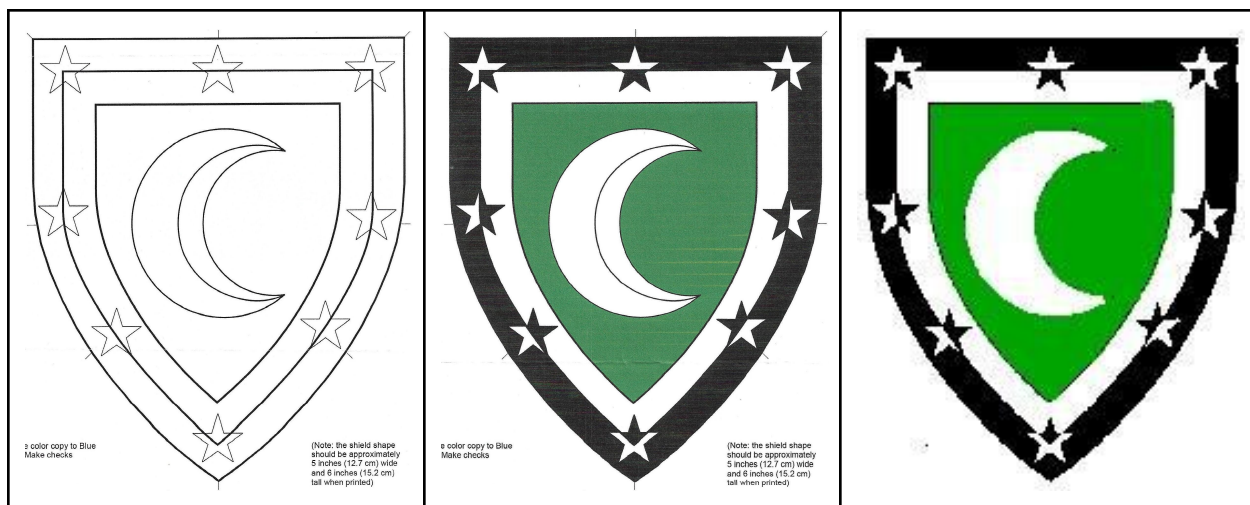 e color copy to Blue
Make checks
(Note: the shield shape
should be approximately
5 inches (12.7 cm) wide
and 6 inches (15.2 cm)
tall when printed)
e color copy to Blue
Make checks
(Note: the shield shape
should be approximately
5 inches (12.7 cm) wide
and 6 inches (15.2 cm)
tall when printed)